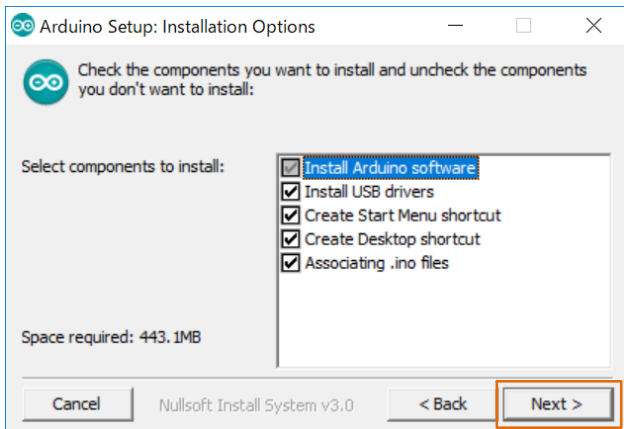 Arduino Setup: Installation Options
Check the components you want to install and uncheck the components
you don't want to install:
Select components to install:
Install Arduino software
Install USB drivers
Create Start Menu shortcut
Create Desktop shortcut
Associating .ino files
Space required: 443.1MB
Cancel
Nullsoft Install System v3.0
< Back
Next >